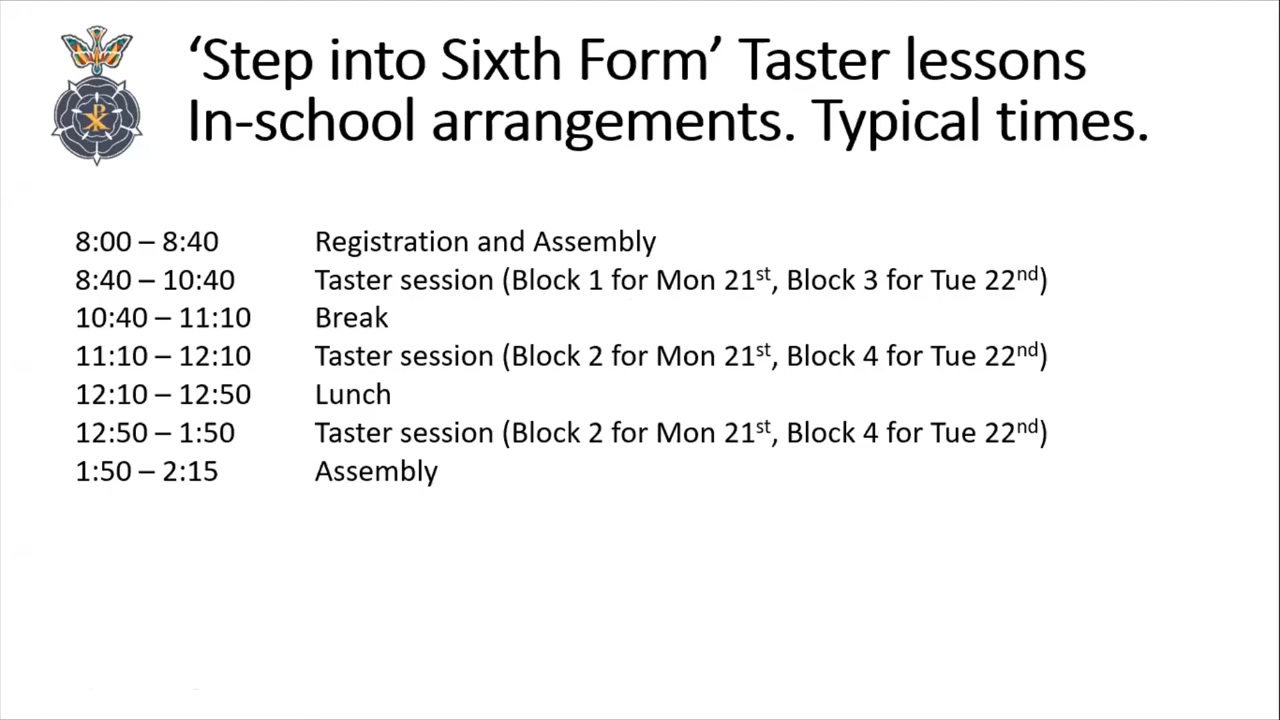 ‘Step into Sixth Form’ Taster lessons
In-school arrangements. Typical times.
8:00 – 8:40 Registration and Assembly
8:40 – 10:40 Taster session (Block 1 for Mon 21st, Block 3 for Tue 22nd)
10:40 – 11:10 Break
11:10 – 12:10 Taster session (Block 2 for Mon 21st, Block 4 for Tue 22nd)
12:10 – 12:50 Lunch
12:50 – 1:50 Taster session (Block 2 for Mon 21st, Block 4 for Tue 22nd)
1:50 – 2:15 Assembly